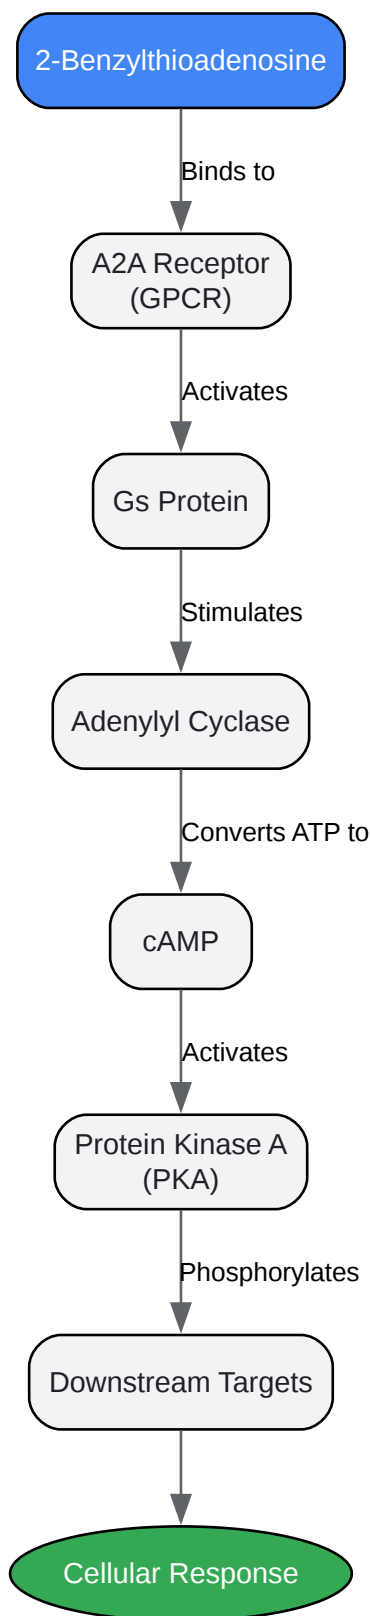 2-Benzylthioadenosine
Binds to
A2A Receptor
(GPCR)
Activates
Gs Protein
Stimulates
Adenylyl Cyclase
Converts ATP to
cAMP
Activates
Protein Kinase A
(PKA)
Phosphorylates
Downstream Targets
Cellular Response